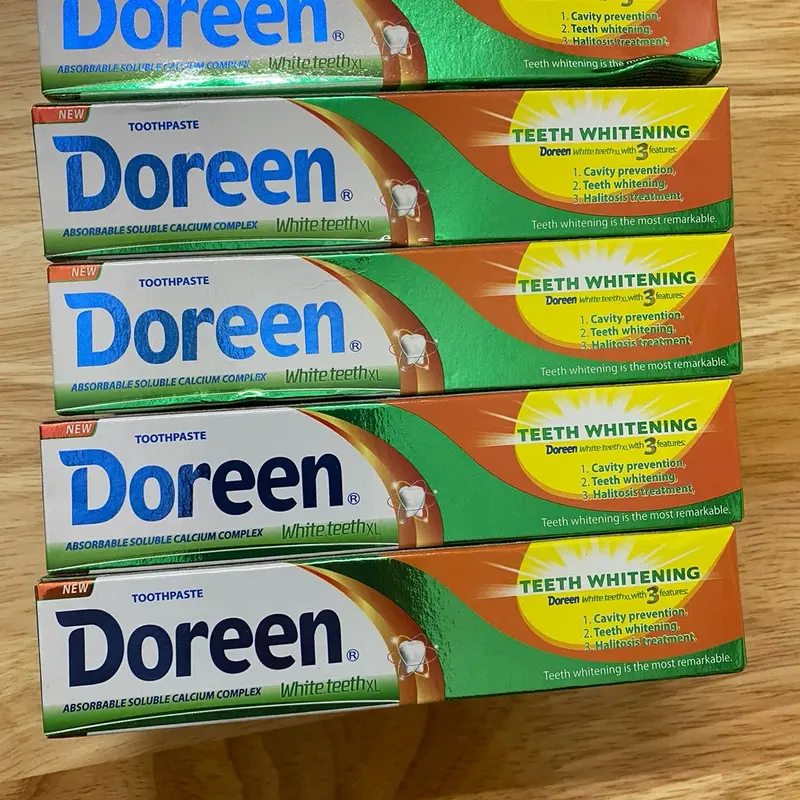 Doreen®
ABSORBABLE SOLUBLE CALCIUM COMPLEX White teeth XL
1. Cavity prevention,
2. Teeth whitening,
3. Halitosis treatment,
Teeth whitening is the most remarkable.
NEW
TOOTHPASTE
Doreen®
ABSORBABLE SOLUBLE CALCIUM COMPLEX White teeth XL
TEETH WHITENING
Doreen White teeth XL with 3 features:
1. Cavity prevention,
2. Teeth whitening,
3. Halitosis treatment,
Teeth whitening is the most remarkable.
NEW
TOOTHPASTE
Doreen®
ABSORBABLE SOLUBLE CALCIUM COMPLEX White teeth XL
TEETH WHITENING
Doreen White teeth XL with 3 features:
1. Cavity prevention,
2. Teeth whitening,
3. Halitosis treatment,
Teeth whitening is the most remarkable.
NEW
TOOTHPASTE
Doreen®
ABSORBABLE SOLUBLE CALCIUM COMPLEX White teeth XL
TEETH WHITENING
Doreen White teeth XL with 3 features:
1. Cavity prevention,
2. Teeth whitening,
3. Halitosis treatment,
Teeth whitening is the most remarkable.
NEW
TOOTHPASTE
Doreen®
ABSORBABLE SOLUBLE CALCIUM COMPLEX White teeth XL
TEETH WHITENING
Doreen White teeth XL with 3 features:
1. Cavity prevention,
2. Teeth whitening,
3. Halitosis treatment,
Teeth whitening is the most remarkable.